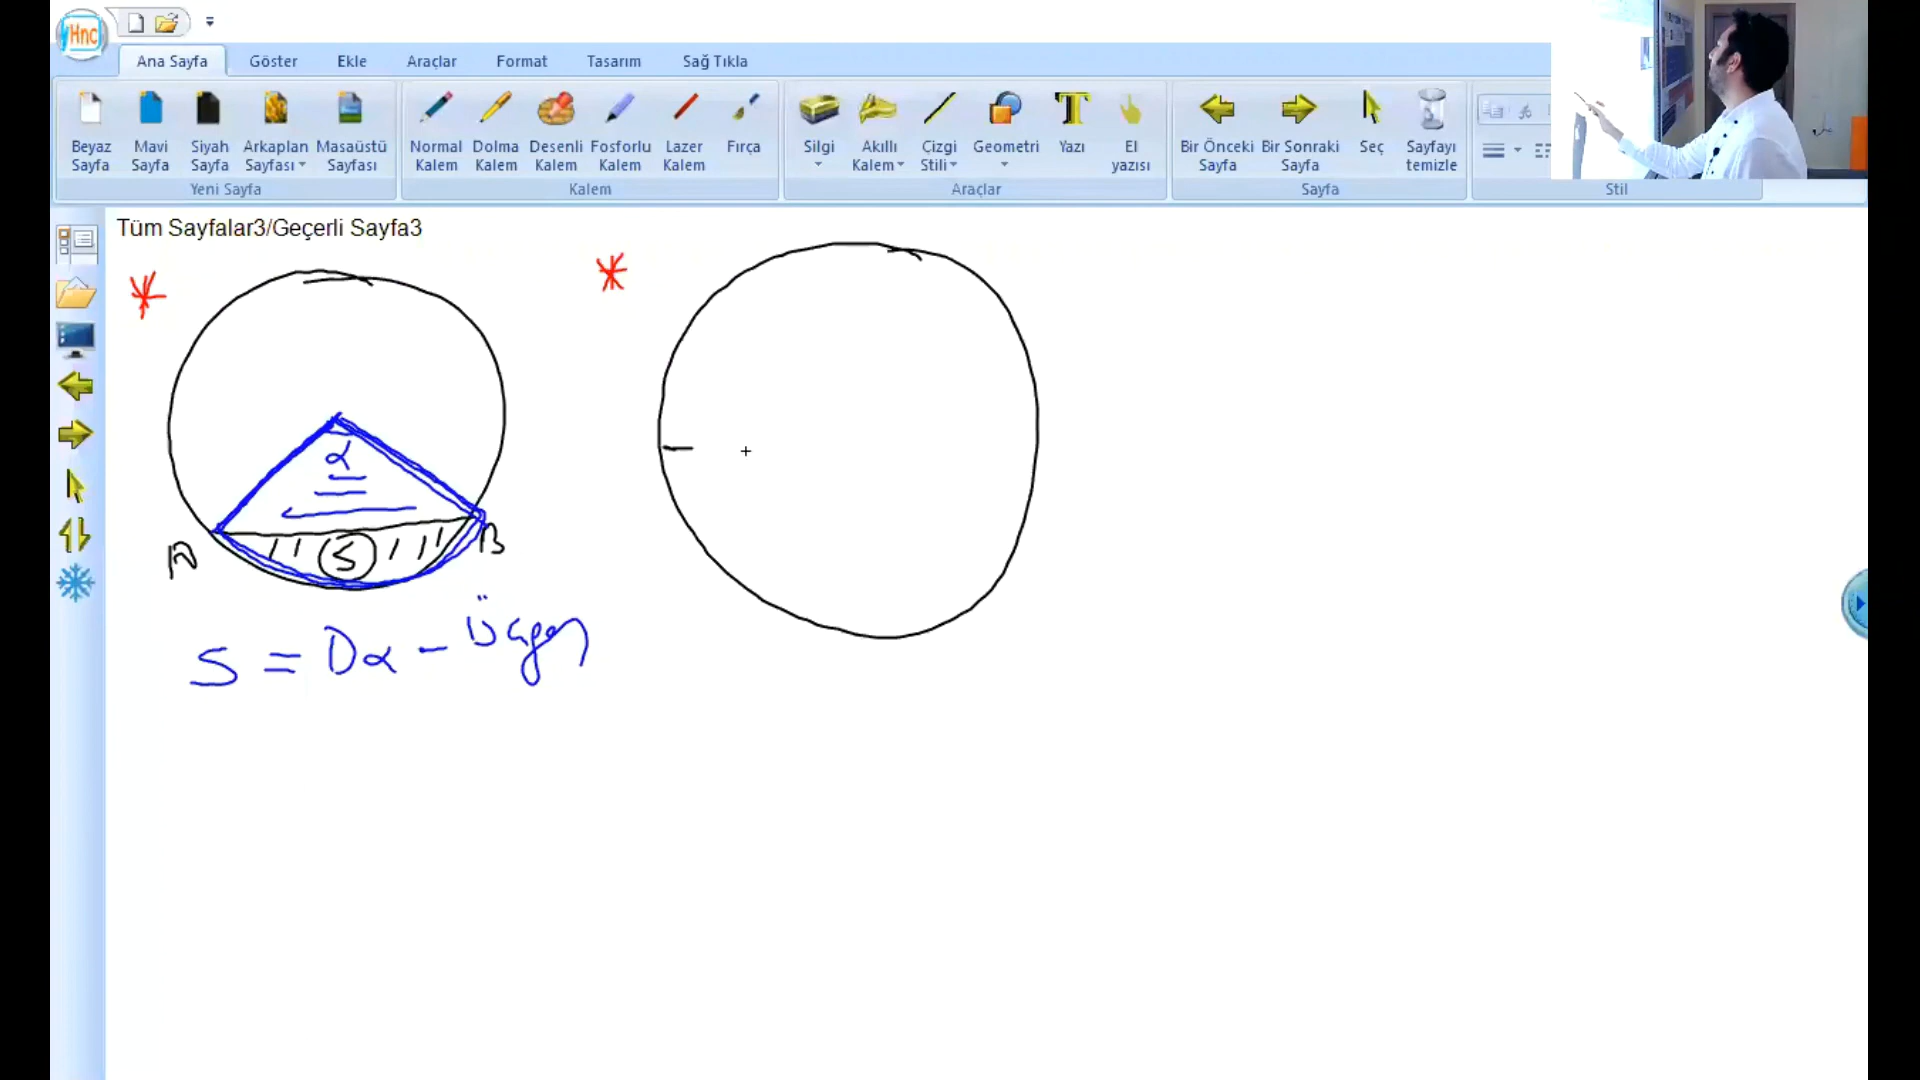 Hnc
Ana Sayfa Göster Ekle Araçlar Format Tasarım Sağ Tıkla
Beyaz Sayfa Mavi Sayfa Siyah Sayfa Arkaplan Sayfası Masaüstü Sayfası
Normal Kalem Dolma Kalem Desenli Kalem Fosforlu Kalem Lazer Kalem Fırça
Silgi Akıllı Kalem Çizgi Stili Geometri Yazı El yazısı
Bir Önceki Sayfa Bir Sonraki Sayfa Seç Sayfayı temizle
Yeni Sayfa Kalem Araçlar Sayfa Stil
Tüm Sayfalar3/Geçerli Sayfa3
α
A S B
S = Dα - Üçgen